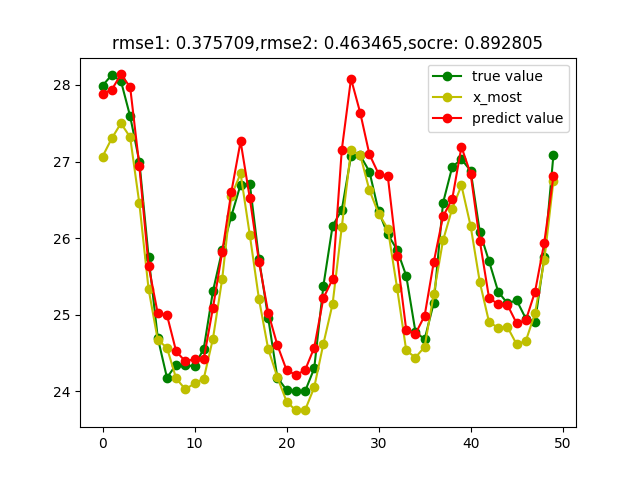 rmse1: 0.375709,rmse2: 0.463465,socre: 0.892805
true value
x_most
predict value
28
27
26
25
24
0 10 20 30 40 50